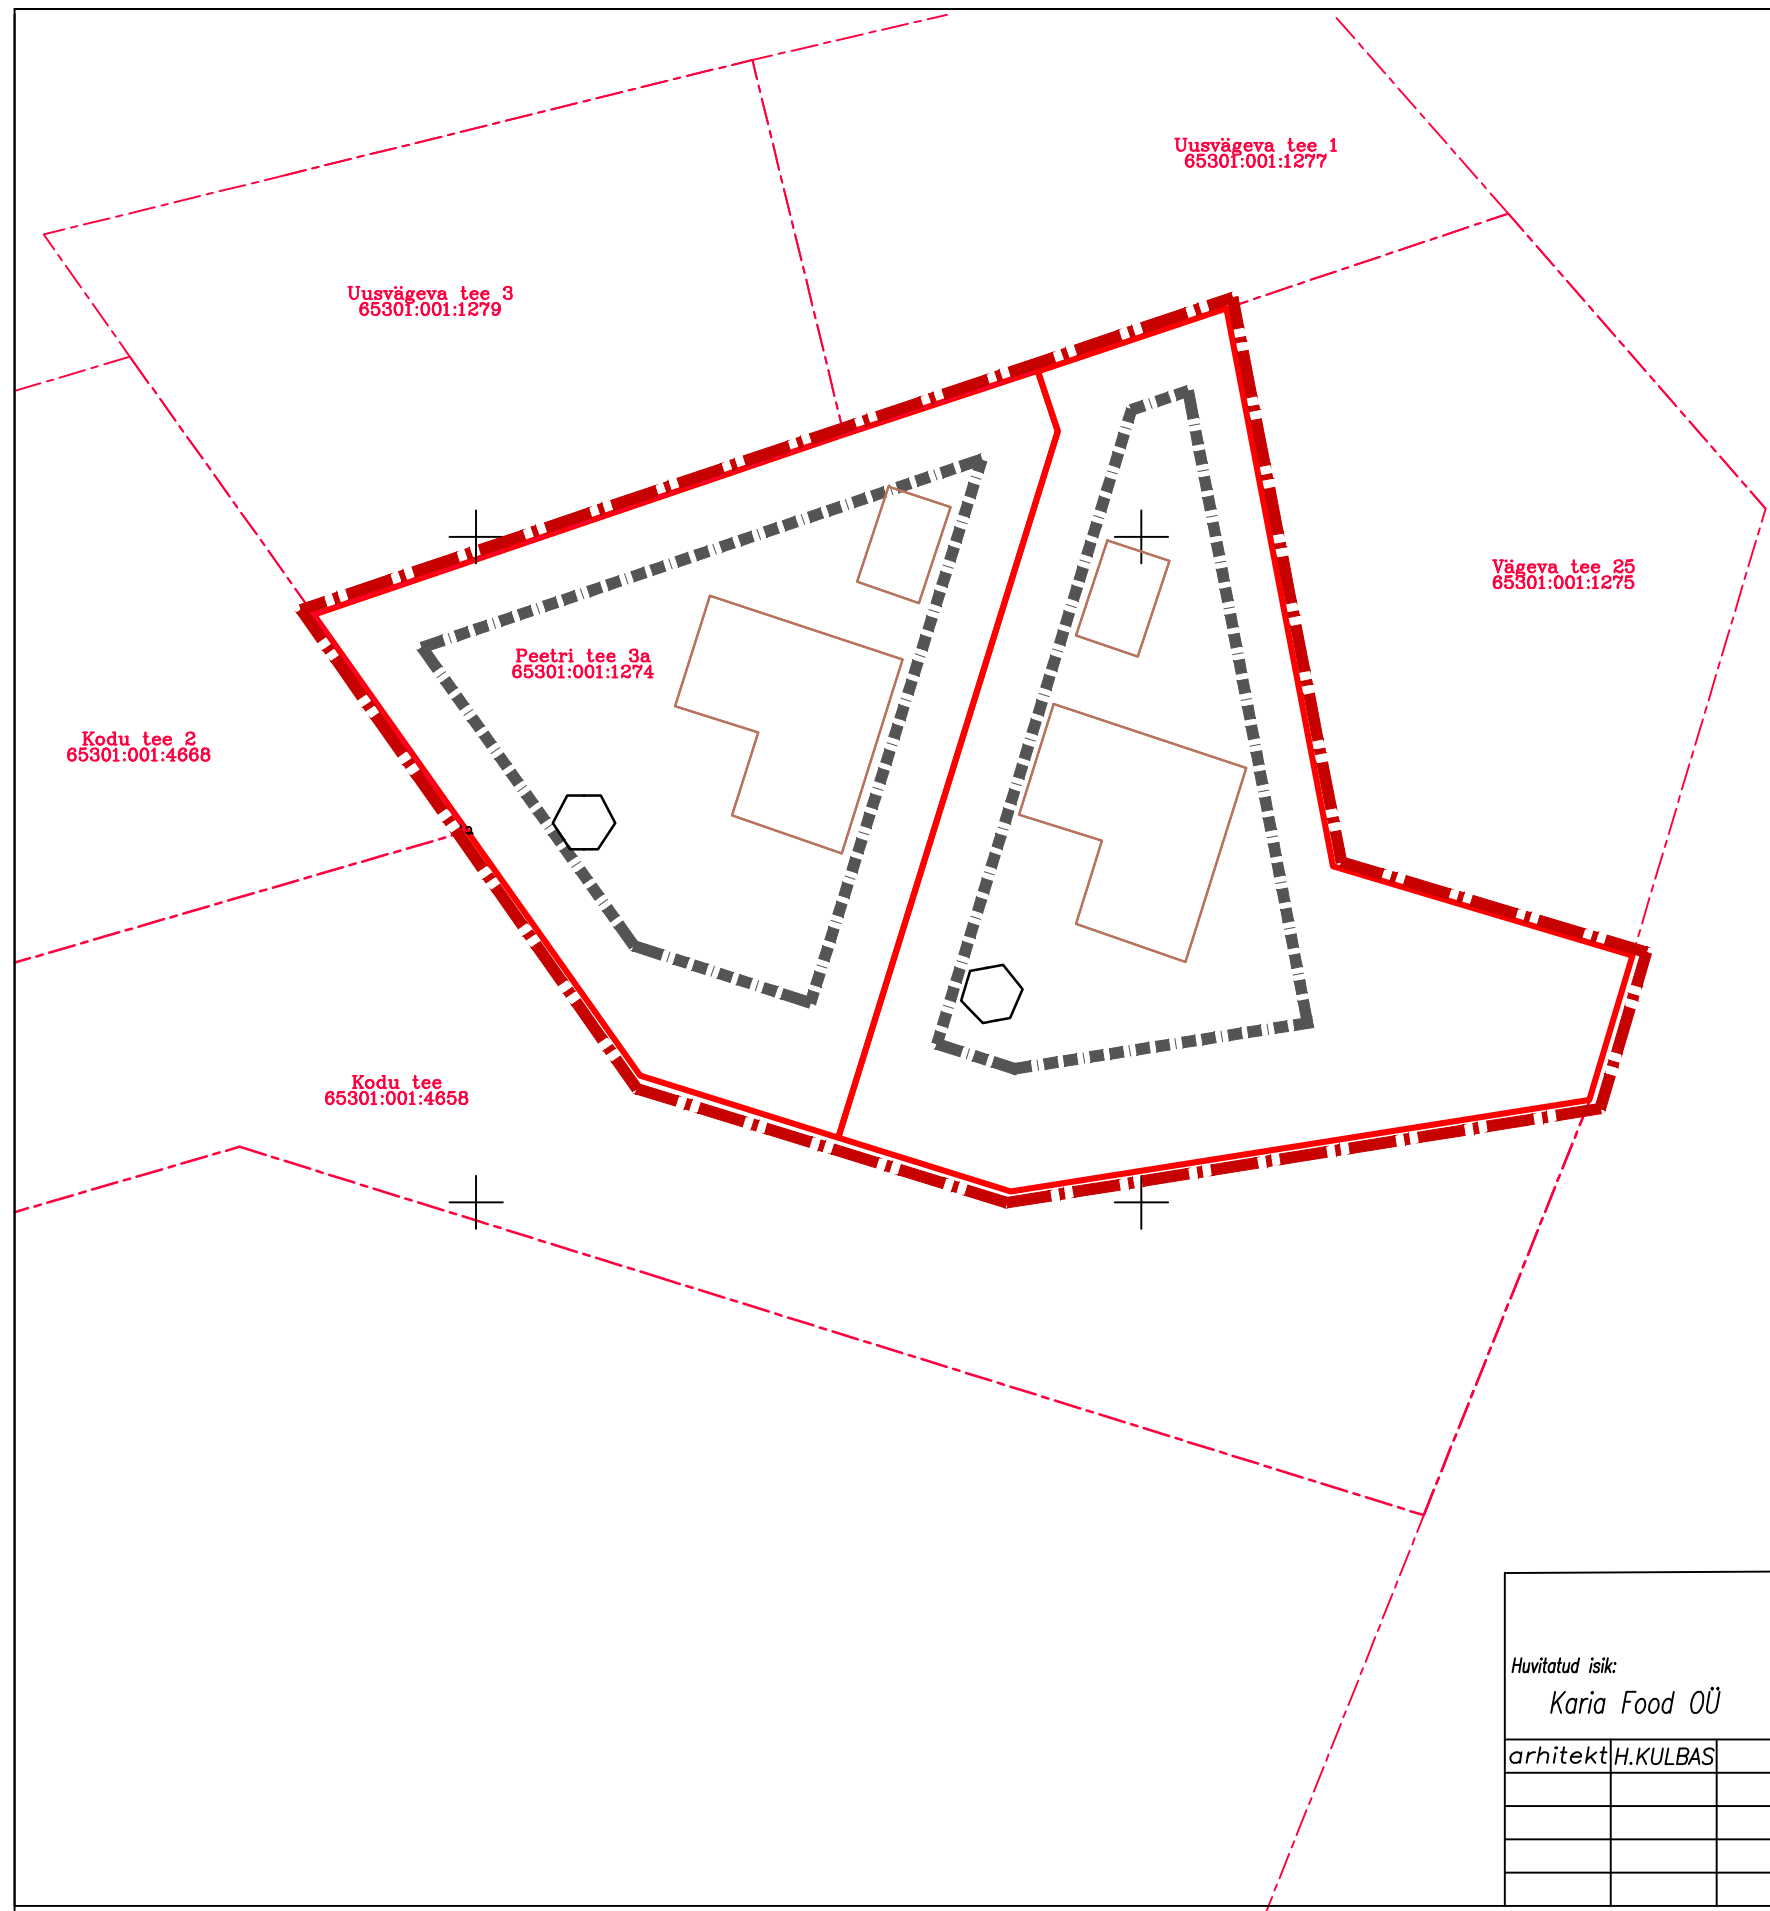 Uusvägeva tee 1
65301:001:1277
Uusvägeva tee 3
65301:001:1279
Vägeva tee 25
65301:001:1275
Peetri tee 3a
65301:001:1274
Kodu tee 2
65301:001:4668
Kodu tee
65301:001:4658
Huvitatud isik:
Karia Food OÜ
arhitekt H.KULBAS